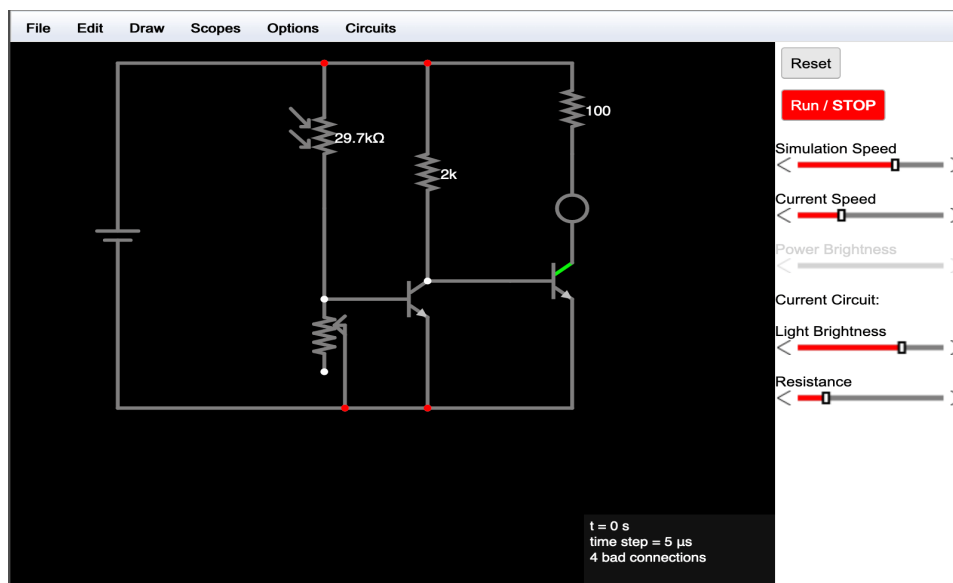 File Edit Draw Scopes Options Circuits
Reset
Run / STOP
Simulation Speed
Current Speed
Power Brightness
Current Circuit:
Light Brightness
Resistance
29.7kΩ
2k
100
t = 0 s
time step = 5 µs
4 bad connections